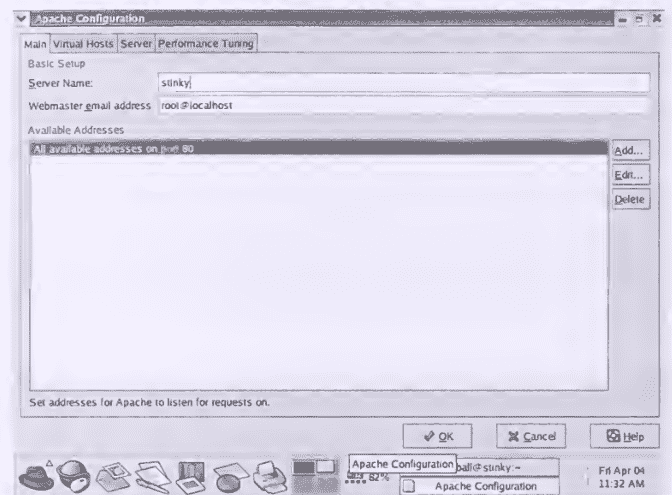 Apache Configuration
Main Virtual Hosts Server Performance Tuning
Basic Setup
Server Name: stinky
Webmaster email address root@localhost
Available Addresses
All available addresses on port 80
Add...
Edit...
Delete
Set addresses for Apache to listen for requests on.
OK Cancel Help
Apache Configuration ball@stinky:~
82% Apache Configuration
Fri Apr 04
11:32 AM